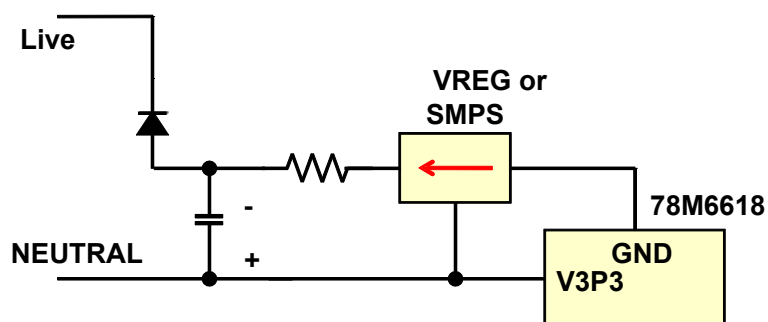 Live
VREG or
SMPS
78M6618
-
NEUTRAL
+
GND
V3P3